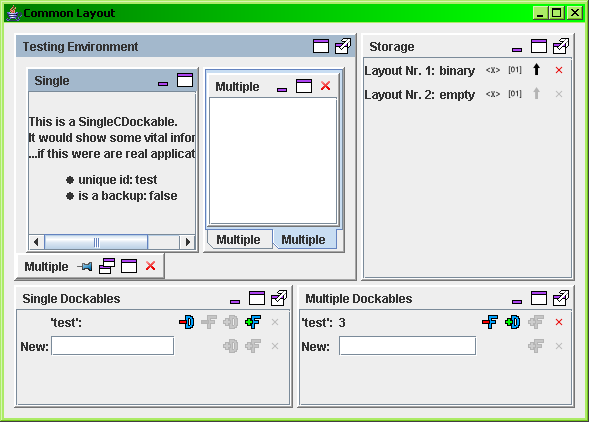 Common Layout
Testing Environment
Storage
Single
Multiple
Layout Nr. 1: binary <X> [01]
Layout Nr. 2: empty <X> [01]
This is a SingleCDockable.
It would show some vital infor
...if this were are real applicat
unique id: test
is a backup: false
Multiple Multiple
Multiple
Single Dockables
Multiple Dockables
'test': D F D F
'test': 3 F D F
New: D F
New: F